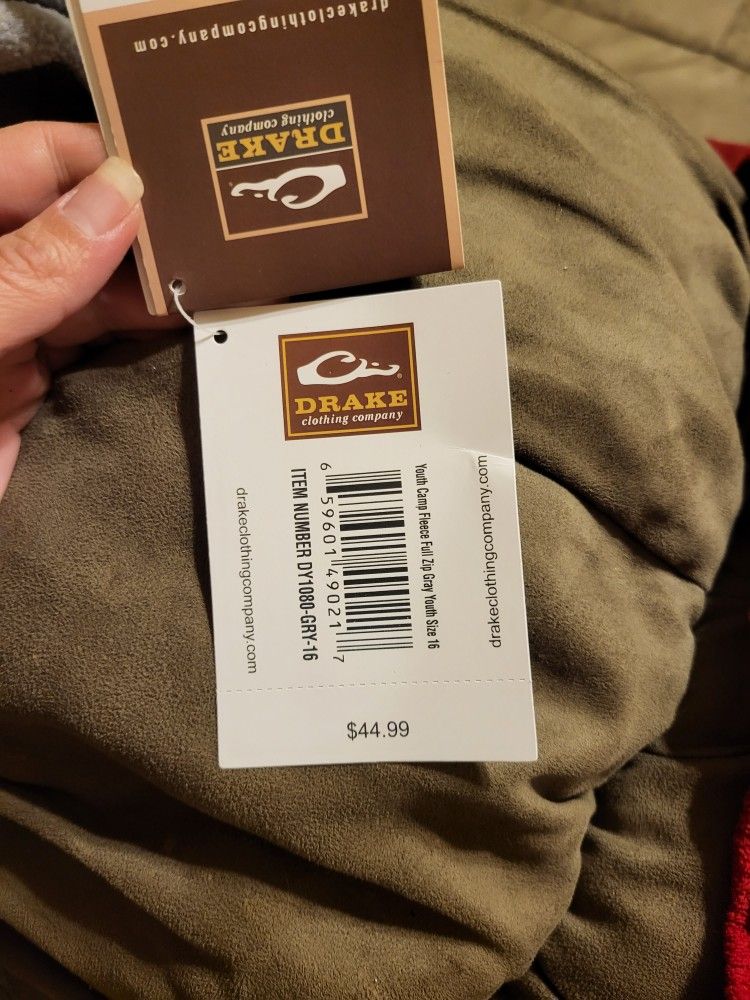 drakeclothingcompany.com
DRAKE
clothing company
DRAKE
clothing company
drakeclothingcompany.com
Youth Camp Fleece Full Zip Gray Youth Size 16
6 59601 49021 7
ITEM NUMBER DY1080-GRY-16
drakeclothingcompany.com
$44.99